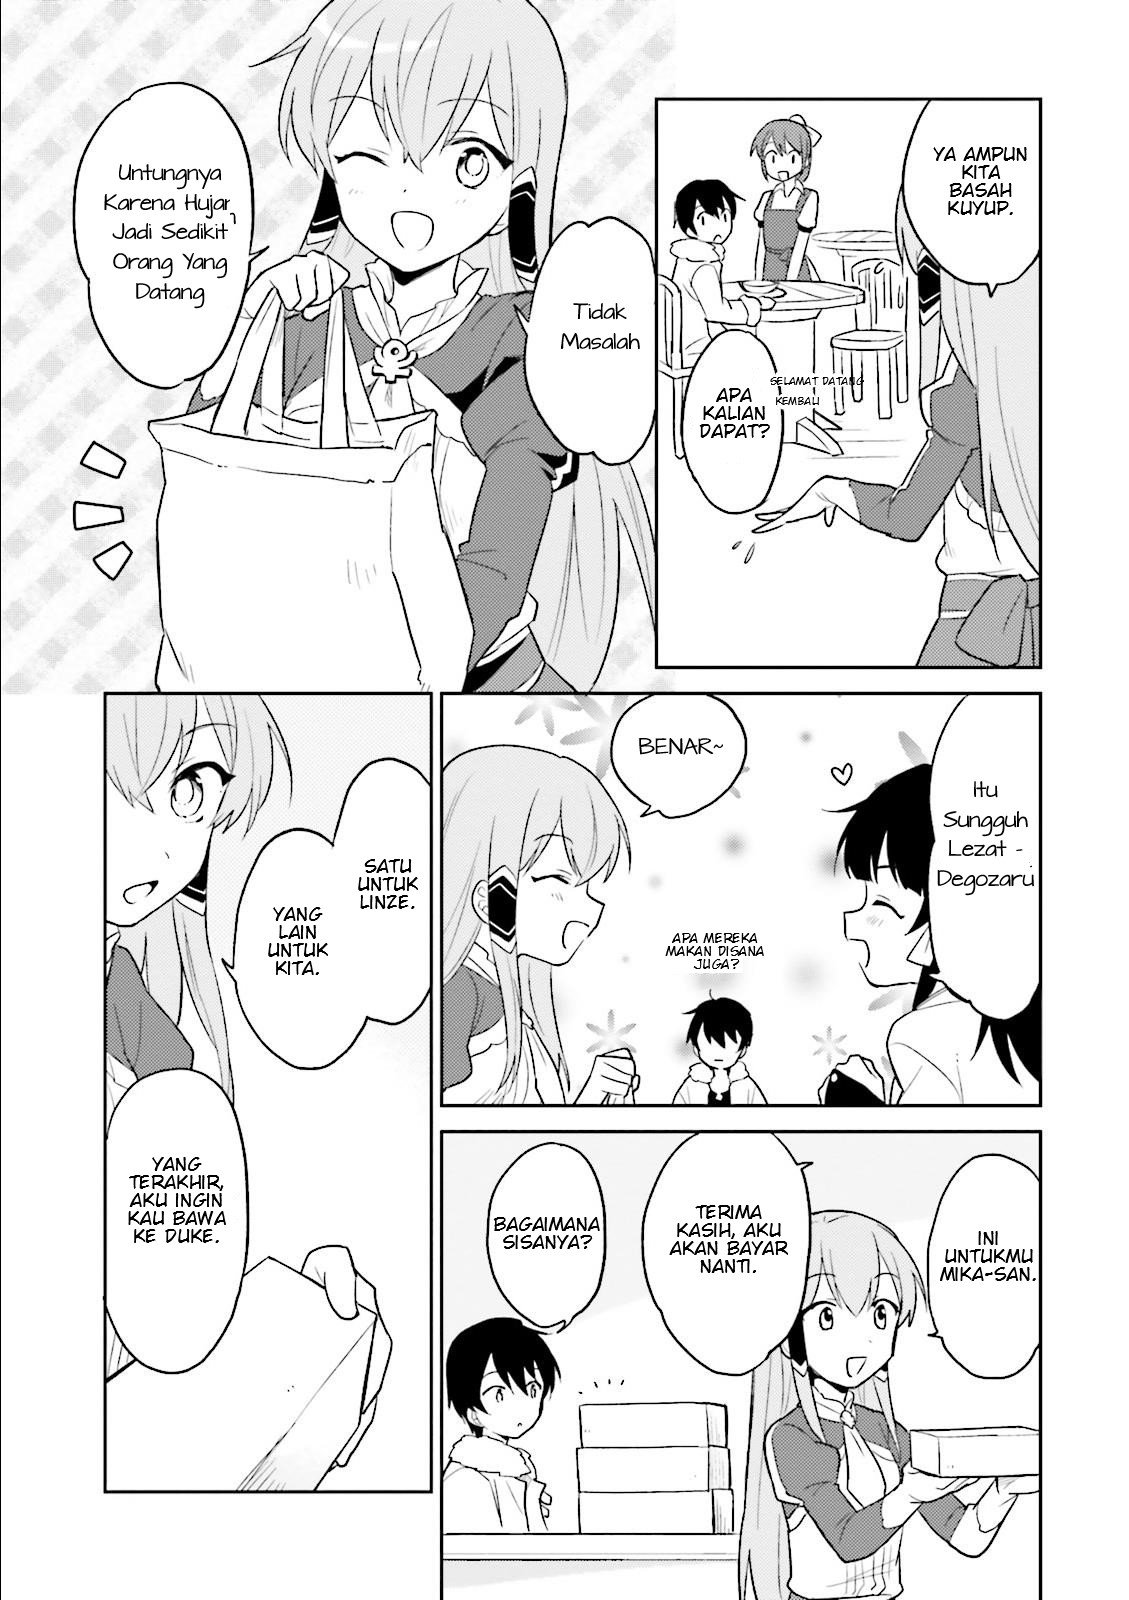 YA AMPUN
KITA
BASAH
KUYUP.
SELAMAT DATANG
KEMBALI
APA
KALIAN
DAPAT?
Tidak
Masalah
Untungnya
Karena Hujan
Jadi Sedikit
Orang Yang
Datang
Itu
Sungguh
Lezat -
Degozaru
BENAR~
APA MEREKA
MAKAN DISANA
JUGA?
SATU
UNTUK
LINZE.
YANG
LAIN
UNTUK
KITA.
YANG
TERAKHIR,
AKU INGIN
KAU BAWA
KE DUKE.
INI
UNTUKMU
MIKA-SAN.
TERIMA
KASIH, AKU
AKAN BAYAR
NANTI.
BAGAIMANA
SISANYA?